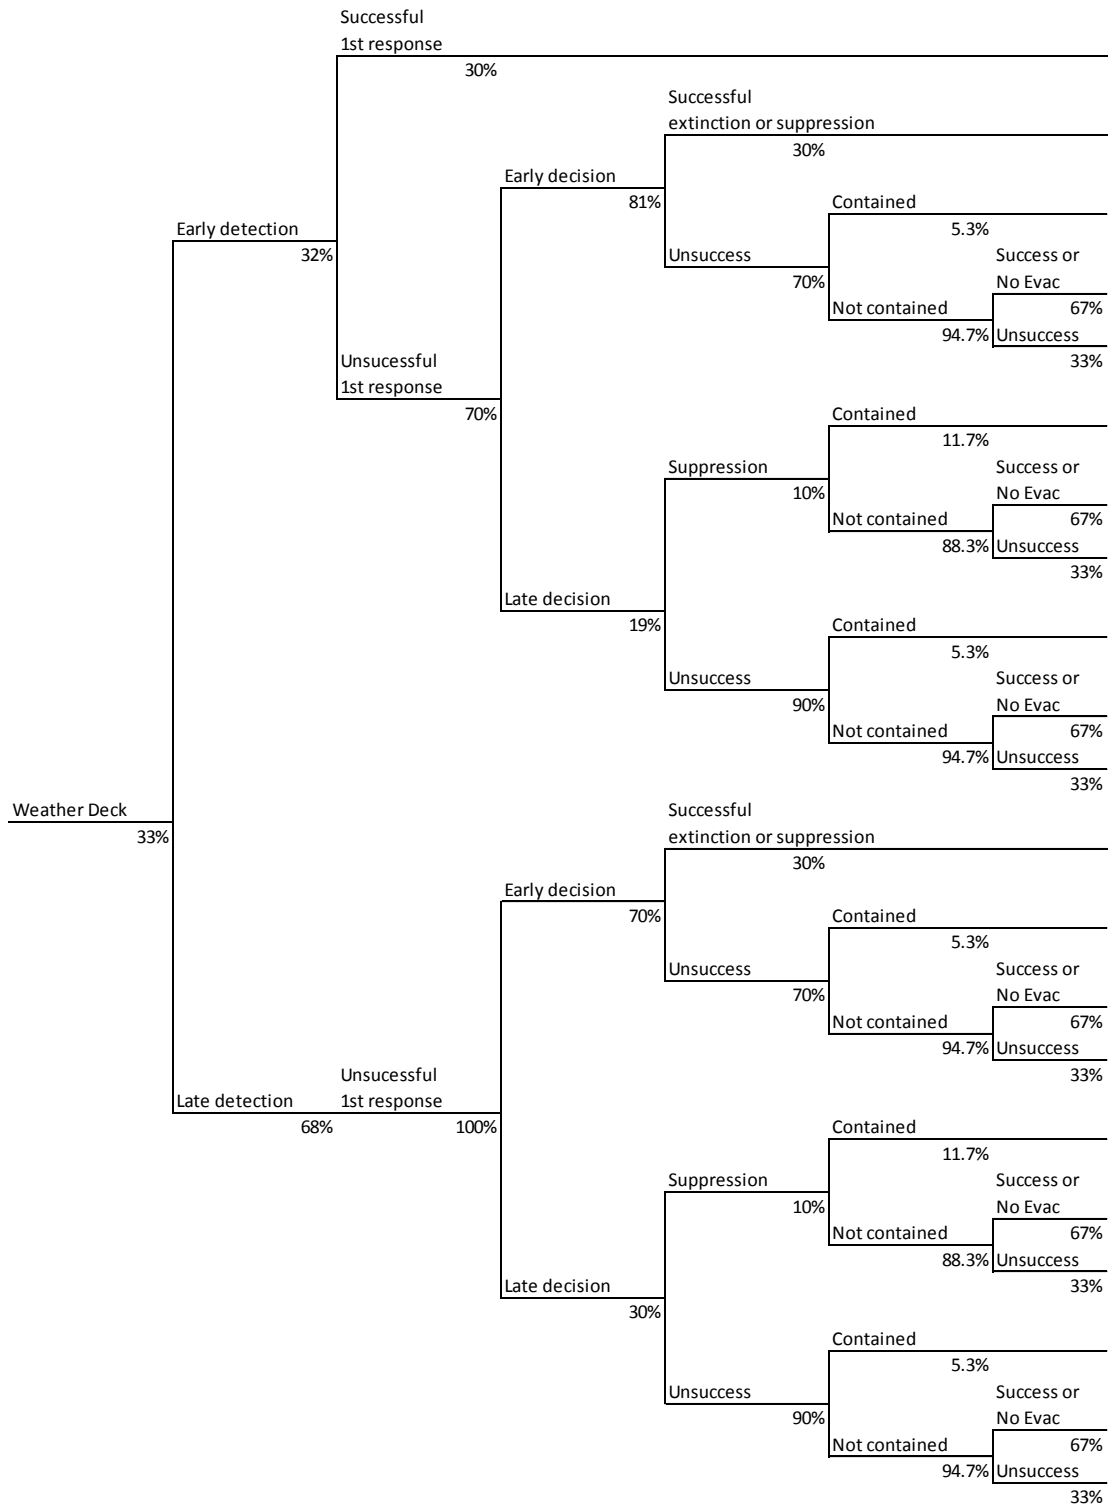 Successful
1st response
30%
Successful
extinction or suppression
30%
Early decision
81%
Contained
5.3%
Early detection
32%
Unsuccess
70%
Success or
No Evac
67%
Not contained
94.7%
Unsuccess
33%
Unsucessful
1st response
70%
Contained
11.7%
Suppression
10%
Success or
No Evac
67%
Not contained
88.3%
Unsuccess
33%
Late decision
19%
Contained
5.3%
Unsuccess
90%
Success or
No Evac
67%
Not contained
94.7%
Unsuccess
33%
Weather Deck
33%
Successful
extinction or suppression
30%
Early decision
70%
Contained
5.3%
Unsuccess
70%
Success or
No Evac
67%
Not contained
94.7%
Unsuccess
33%
Late detection
68%
Unsucessful
1st response
100%
Contained
11.7%
Suppression
10%
Success or
No Evac
67%
Not contained
88.3%
Unsuccess
33%
Late decision
30%
Contained
5.3%
Unsuccess
90%
Success or
No Evac
67%
Not contained
94.7%
Unsuccess
33%